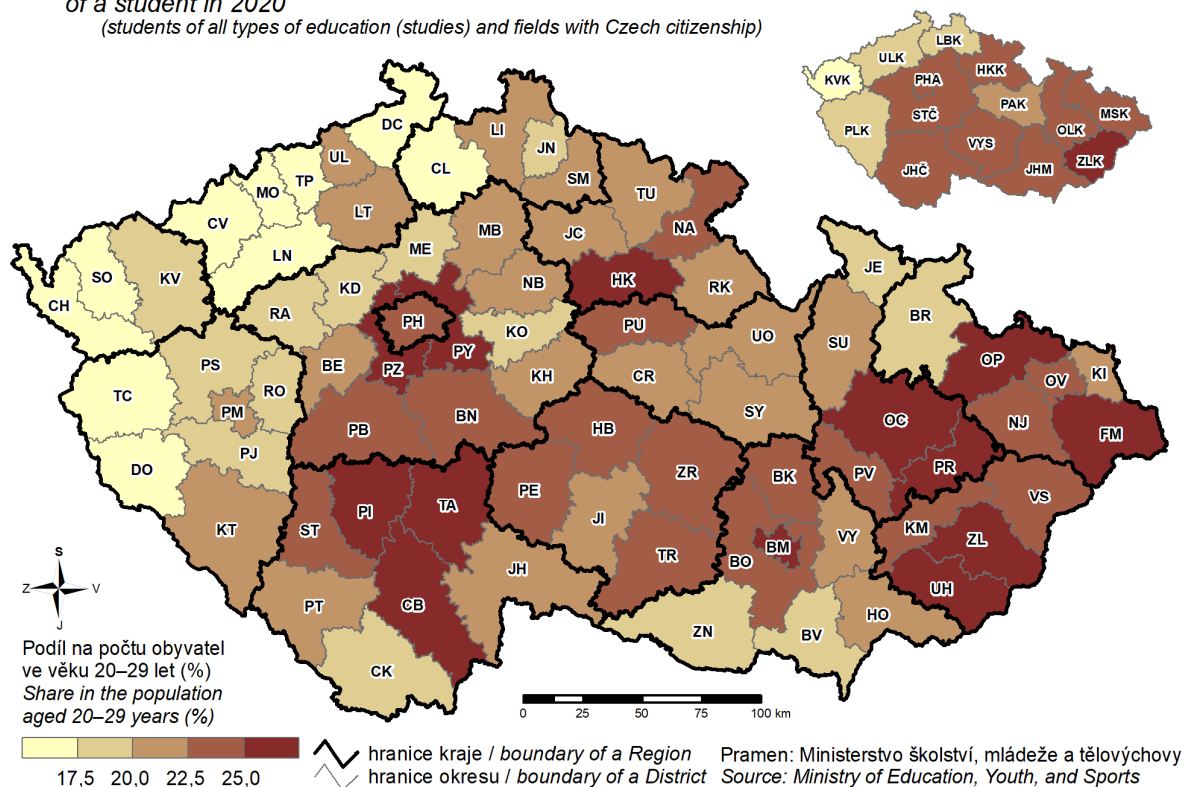 of a student in 2020
(students of all types of education (studies) and fields with Czech citizenship)
LBK
ULK
KVK
PHA
HKK
PAK
STČ
MSK
PLK
OLK
VYS
ZLK
JHČ
JHM
DC
LI
JN
UL
CL
SM
TP
MO
TU
LT
CV
MB
JC
NA
ME
LN
SO
KV
KD
NB
HK
RK
JE
CH
RA
BR
PH
KO
PU
UO
SU
PS
BE
PZ
PY
OP
KH
CR
OV
KI
TC
RO
PM
BN
SY
OC
NJ
FM
PB
HB
PJ
DO
ZR
PV
PR
BK
PE
VS
PI
TA
JI
KT
ST
KM
VY
ZL
BM
TR
BO
JH
UH
CB
PT
HO
ZN
BV
CK
S
Z
V
J
Podíl na počtu obyvatel
ve věku 20–29 let (%)
Share in the population
aged 20–29 years (%)
17,5 20,0 22,5 25,0
0 25 50 75 100 km
hranice kraje / boundary of a Region
hranice okresu / boundary of a District
Pramen: Ministerstvo školství, mládeže a tělovýchovy
Source: Ministry of Education, Youth, and Sports